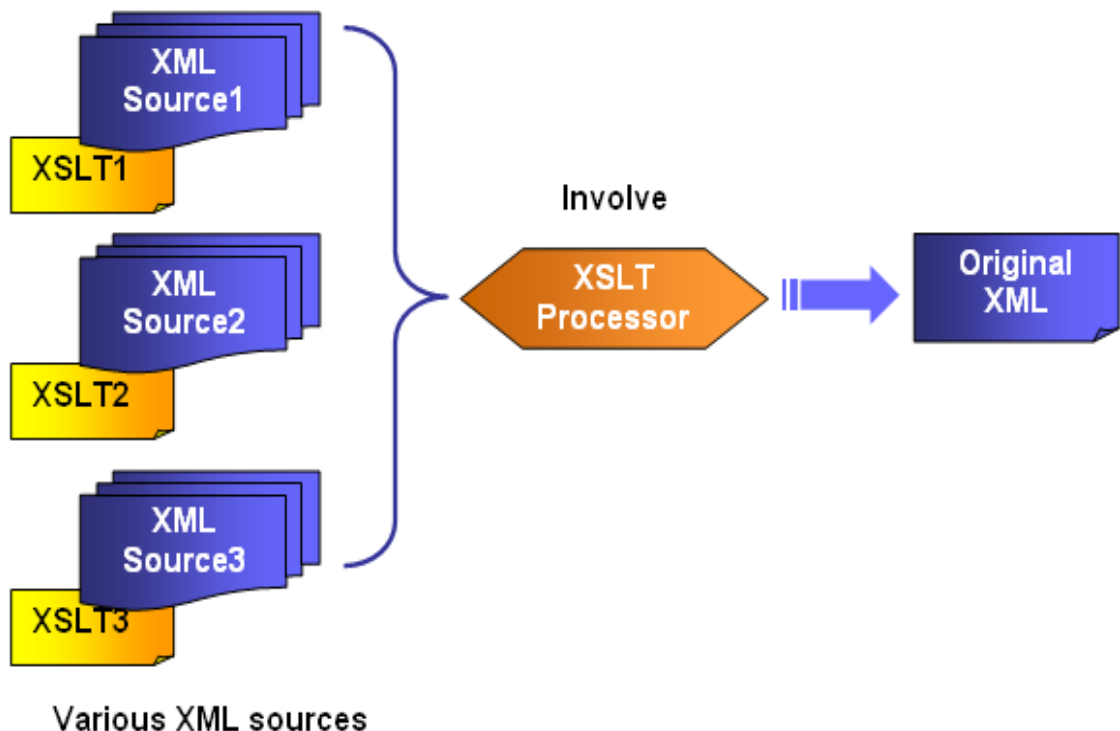 XML
Source1
XSLT1
XML
Source2
XSLT2
XML
Source3
XSLT3
Various XML sources
Involve
XSLT
Processor
Original
XML